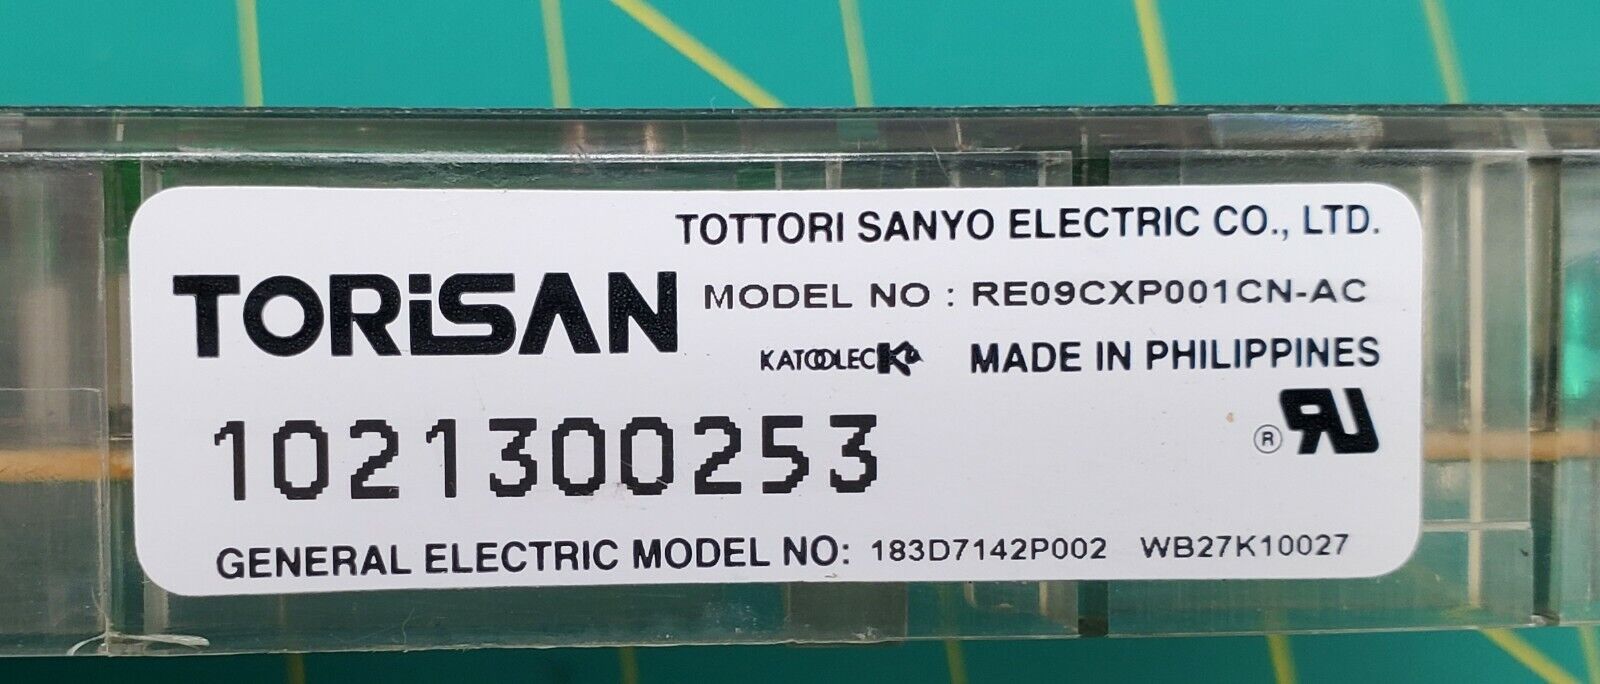 TOTTORI SANYO ELECTRIC CO., LTD.
TORiSAN
MODEL NO : RE09CXP001CN-AC
KATOOLEC K MADE IN PHILIPPINES
1021300253
® RU
GENERAL ELECTRIC MODEL NO: 183D7142P002 WB27K10027